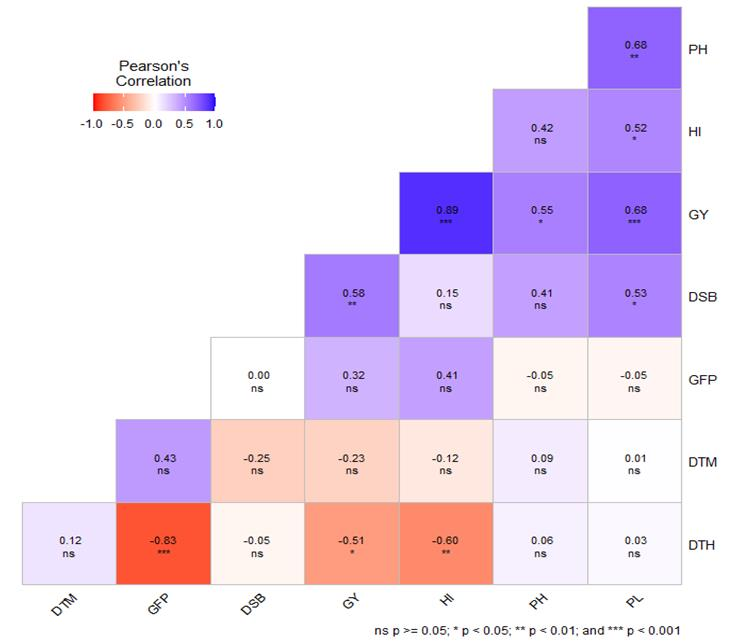 Pearson's
Correlation
-1.0 -0.5 0.0 0.5 1.0
0.68 PH
**
0.42 0.52 HI
ns *
0.89 0.55 0.68 GY
*** * ***
0.58 0.15 0.41 0.53 DSB
** ns ns *
0.00 0.32 0.41 -0.05 -0.05 GFP
ns ns ns ns ns
0.43 -0.25 -0.23 -0.12 0.09 0.01 DTM
ns ns ns ns ns ns
0.12 -0.83 -0.05 -0.51 -0.60 0.06 0.03 DTH
ns *** ns * ** ns ns
DTM GFP DSB GY HI PH PL
ns p >= 0.05; * p < 0.05; ** p < 0.01; and *** p < 0.001